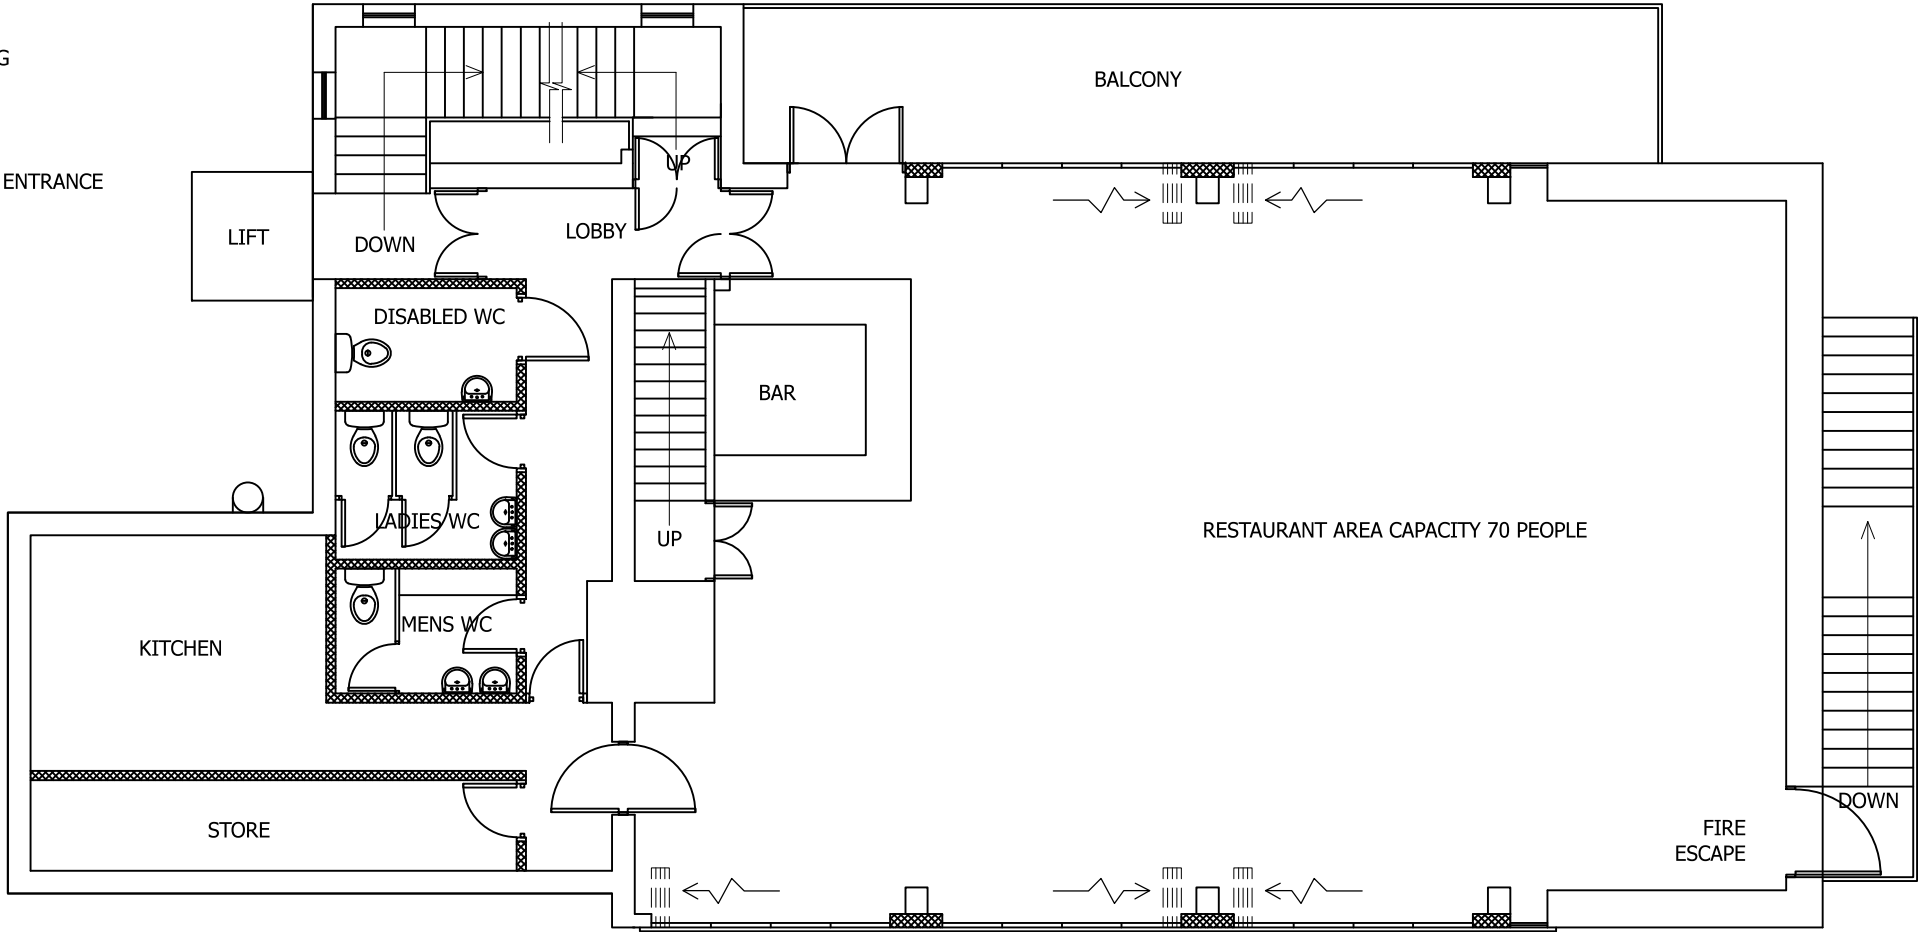 G
BALCONY
UP
ENTRANCE
LIFT
DOWN
LOBBY
DISABLED WC
BAR
LADIES WC
UP
RESTAURANT AREA CAPACITY 70 PEOPLE
MENS WC
KITCHEN
DOWN
STORE
FIRE
ESCAPE